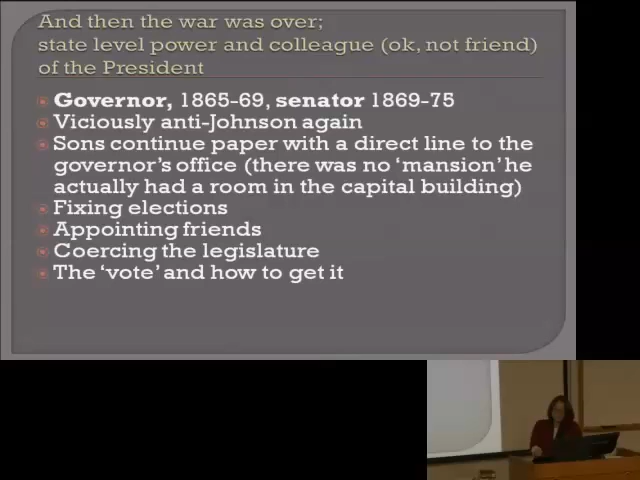 And then the war was over;
state level power and colleague (ok, not friend)
of the President
Governor, 1865-69, senator 1869-75
Viciously anti-Johnson again
Sons continue paper with a direct line to the
governor's office (there was no 'mansion' he
actually had a room in the capital building)
Fixing elections
Appointing friends
Coercing the legislature
The 'vote' and how to get it